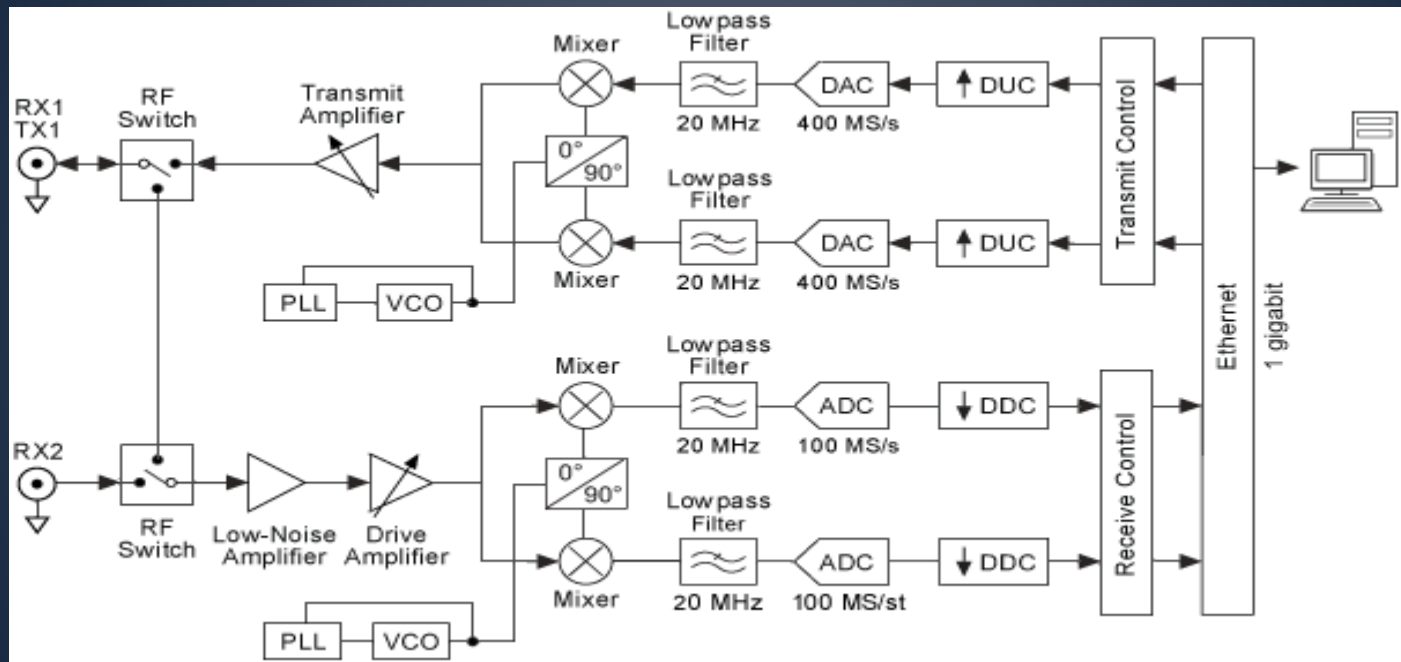 Lowpass
Filter
Mixer
DAC
↑ DUC
20 MHz
400 MS/s
RX1
TX1
RF
Switch
Transmit
Amplifier
0°
90°
Lowpass
Filter
DAC
↑ DUC
20 MHz
400 MS/s
Mixer
PLL
VCO
Transmit Control
Lowpass
Filter
Mixer
ADC
↓ DDC
20 MHz
100 MS/s
RX2
RF
Switch
Low-Noise
Amplifier
Drive
Amplifier
0°
90°
Lowpass
Filter
ADC
↓ DDC
20 MHz
100 MS/st
Mixer
PLL
VCO
Receive Control
Ethernet
1 gigabit